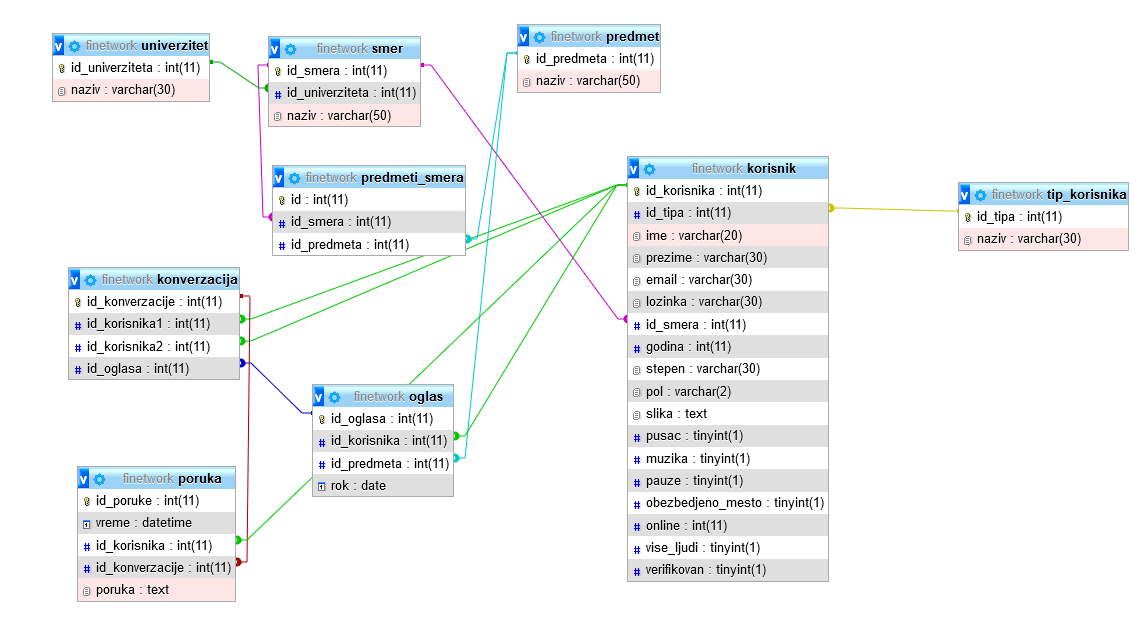 v finetwork univerzitet
id_univerziteta : int(11)
naziv : varchar(30)
v finetwork smer
id_smera : int(11)
# id_univerziteta : int(11)
naziv : varchar(50)
v finetwork predmet
id_predmeta : int(11)
naziv : varchar(50)
v finetwork predmeti_smera
id : int(11)
# id_smera : int(11)
# id_predmeta : int(11)
v finetwork korisnik
id_korisnika : int(11)
# id_tipa : int(11)
ime : varchar(20)
prezime : varchar(30)
email : varchar(30)
lozinka : varchar(30)
# id_smera : int(11)
# godina : int(11)
stepen : varchar(30)
pol : varchar(2)
slika : text
# pusac : tinyint(1)
# muzika : tinyint(1)
# pauze : tinyint(1)
# obezbedjeno_mesto : tinyint(1)
# online : int(11)
# vise_ljudi : tinyint(1)
# verifikovan : tinyint(1)
v finetwork tip_korisnika
id_tipa : int(11)
naziv : varchar(30)
v finetwork konverzacija
id_konverzacije : int(11)
# id_korisnika1 : int(11)
# id_korisnika2 : int(11)
# id_oglasa : int(11)
v finetwork oglas
id_oglasa : int(11)
# id_korisnika : int(11)
# id_predmeta : int(11)
rok : date
v finetwork poruka
id_poruke : int(11)
vreme : datetime
# id_korisnika : int(11)
# id_konverzacije : int(11)
poruka : text